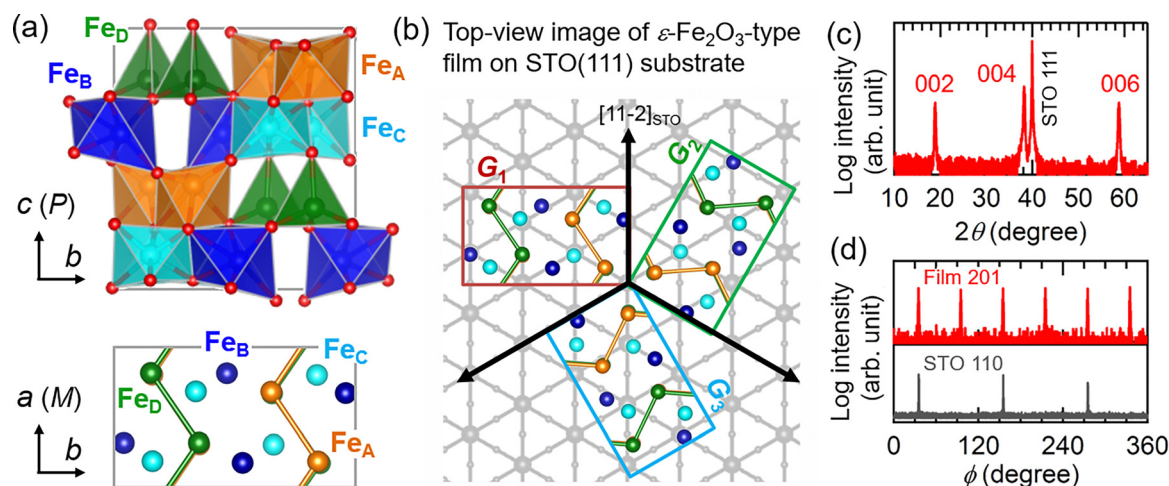 (a)
Fe_D
Fe_A
Fe_B
Fe_C
c (P)
b
Fe_B
Fe_C
a (M)
Fe_D
Fe_A
b
(b)
Top-view image of ε-Fe₂O₃-type
film on STO(111) substrate
[11-2]_STO
G₁
G₂
G₃
(c)
002
004
STO 111
006
Log intensity
(arb. unit)
10 20 30 40 50 60
2θ (degree)
(d)
Film 201
STO 110
Log intensity
(arb. unit)
0 120 240 360
ϕ (degree)